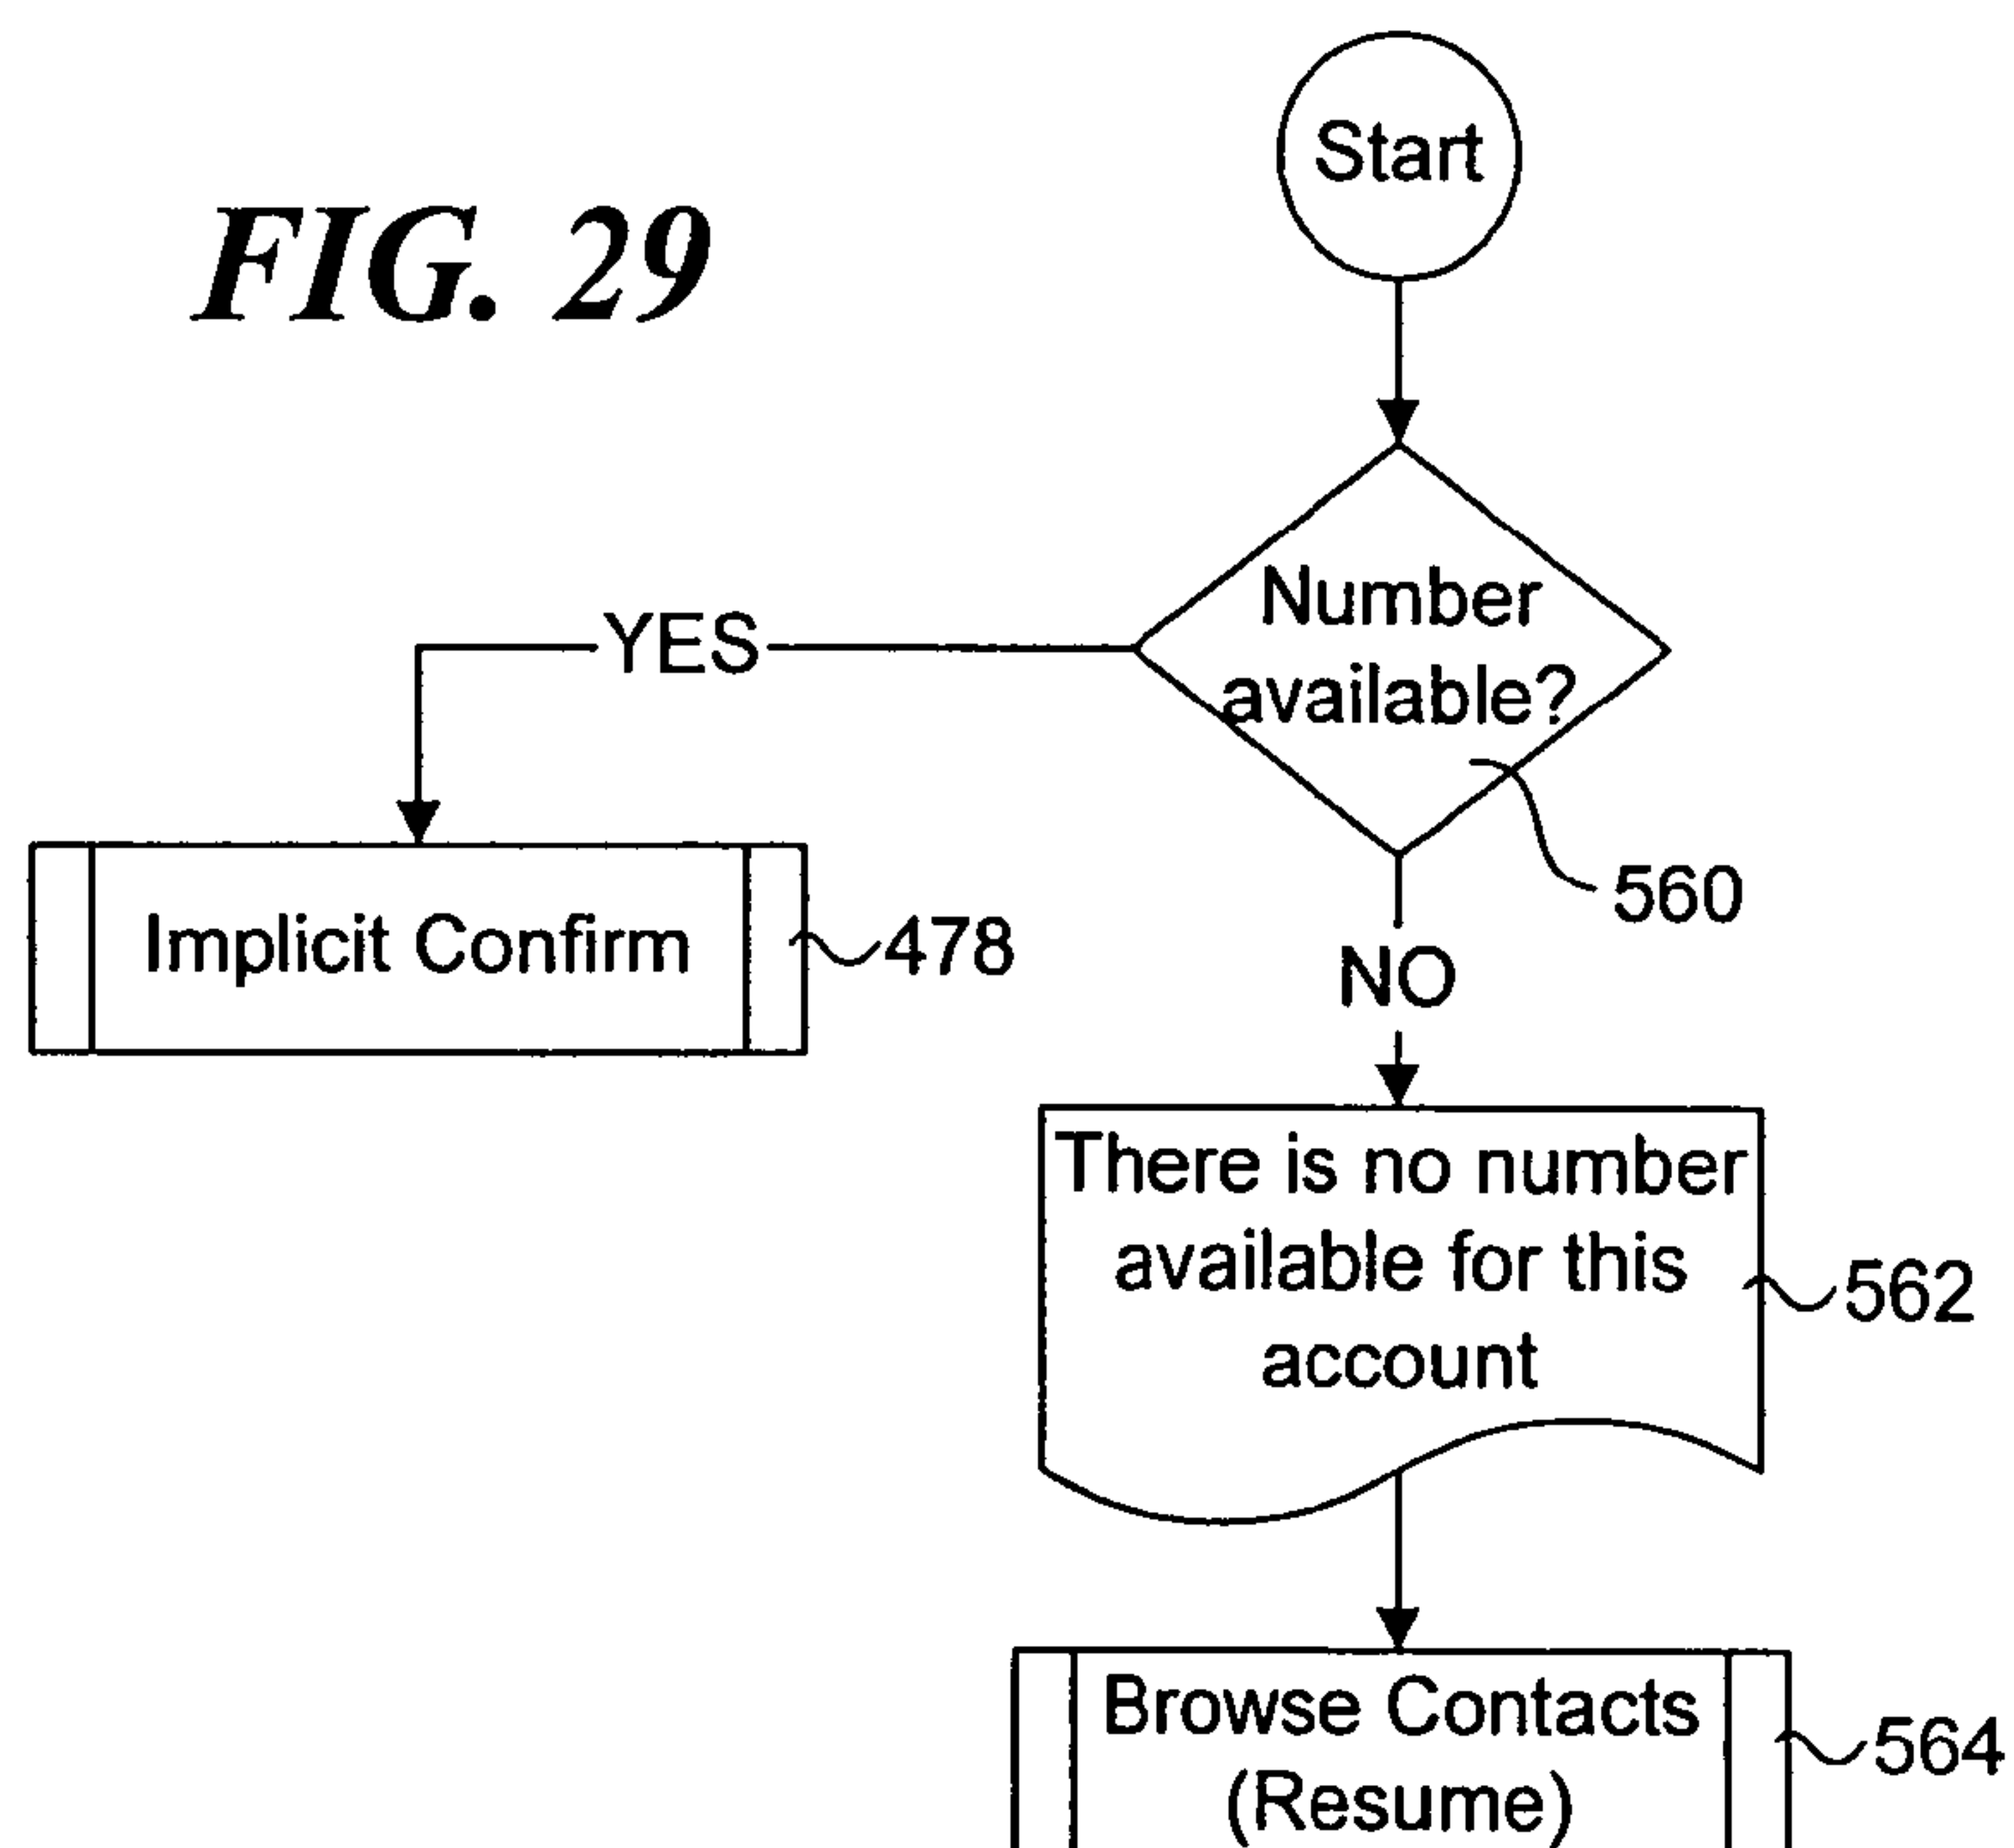 FIG. 29
Start
Number
available?
YES
560
Implicit Confirm
478
NO
There is no number
available for this
account
562
Browse Contacts
(Resume)
564